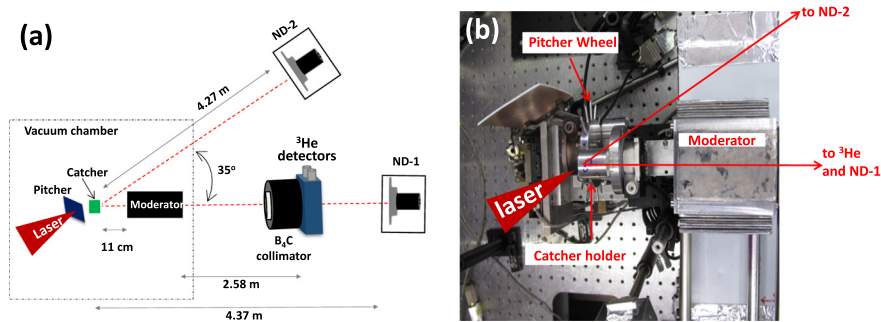 (a)
ND-2
4.27 m
Vacuum chamber
Catcher
Pitcher
Laser
Moderator
11 cm
35°
³He
detectors
B₄C
collimator
ND-1
2.58 m
4.37 m
(b)
Pitcher Wheel
to ND-2
Moderator
to ³He
and ND-1
laser
Catcher holder